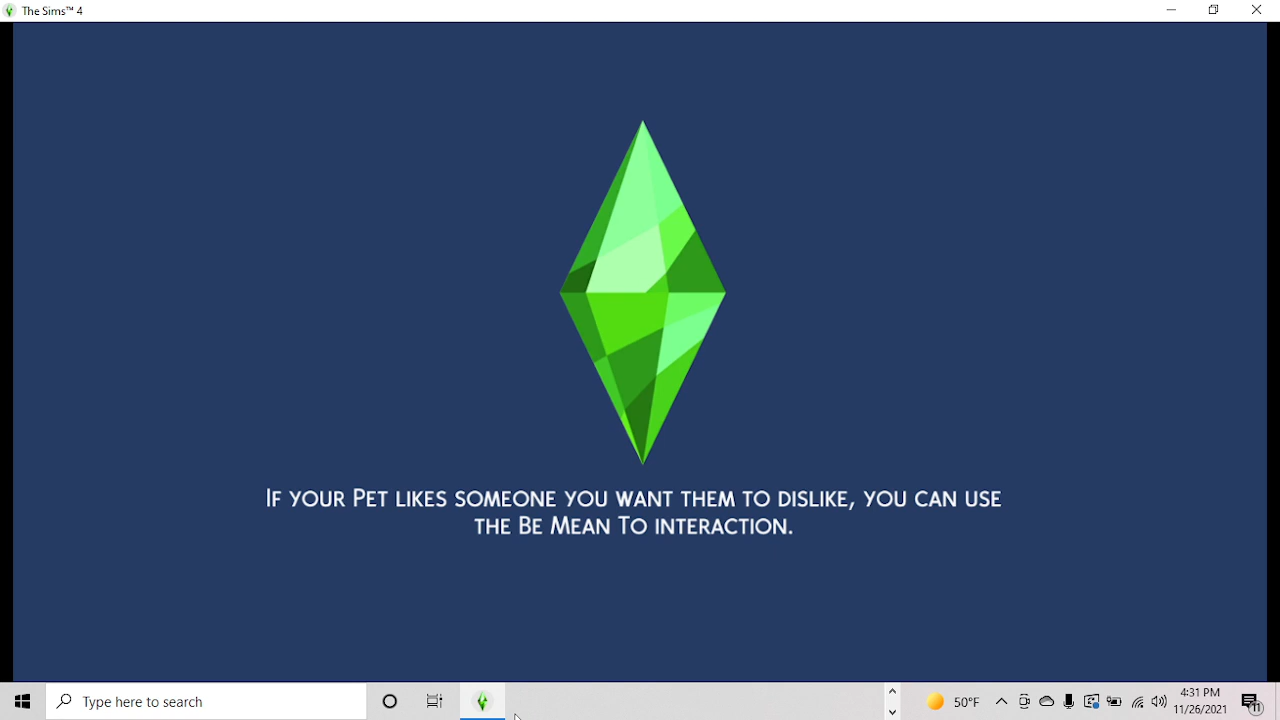 The Sims™ 4
IF YOUR PET LIKES SOMEONE YOU WANT THEM TO DISLIKE, YOU CAN USE
THE BE MEAN TO INTERACTION.
Type here to search
50°F
4:31 PM
11/26/2021
11